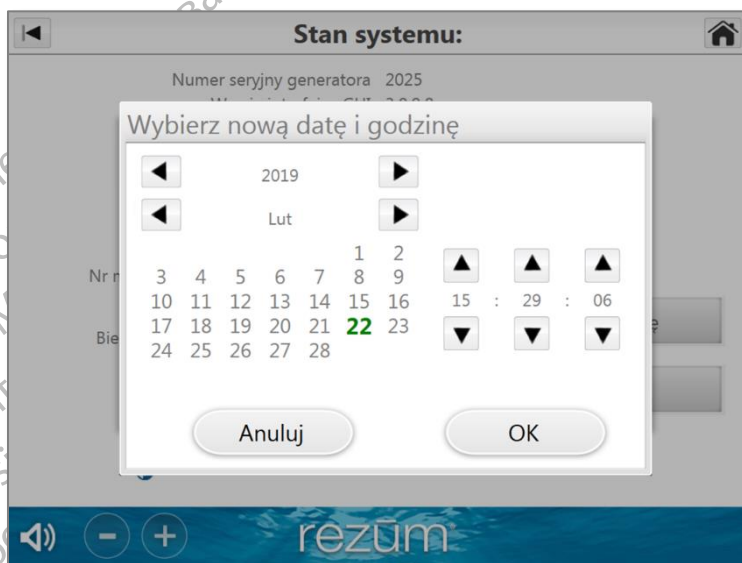 Stan systemu:
Numer seryjny generatora 2025
Wybierz nową datę i godzinę
2019
Lut
1 2
3 4 5 6 7 8 9
10 11 12 13 14 15 16
17 18 19 20 21 22 23
24 25 26 27 28
15 : 29 : 06
Nr
Bie
Anuluj
OK
rezūm